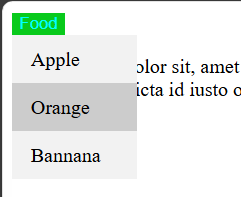 Food
Apple
olor sit, amet
Orange
icta id iusto
Bannana